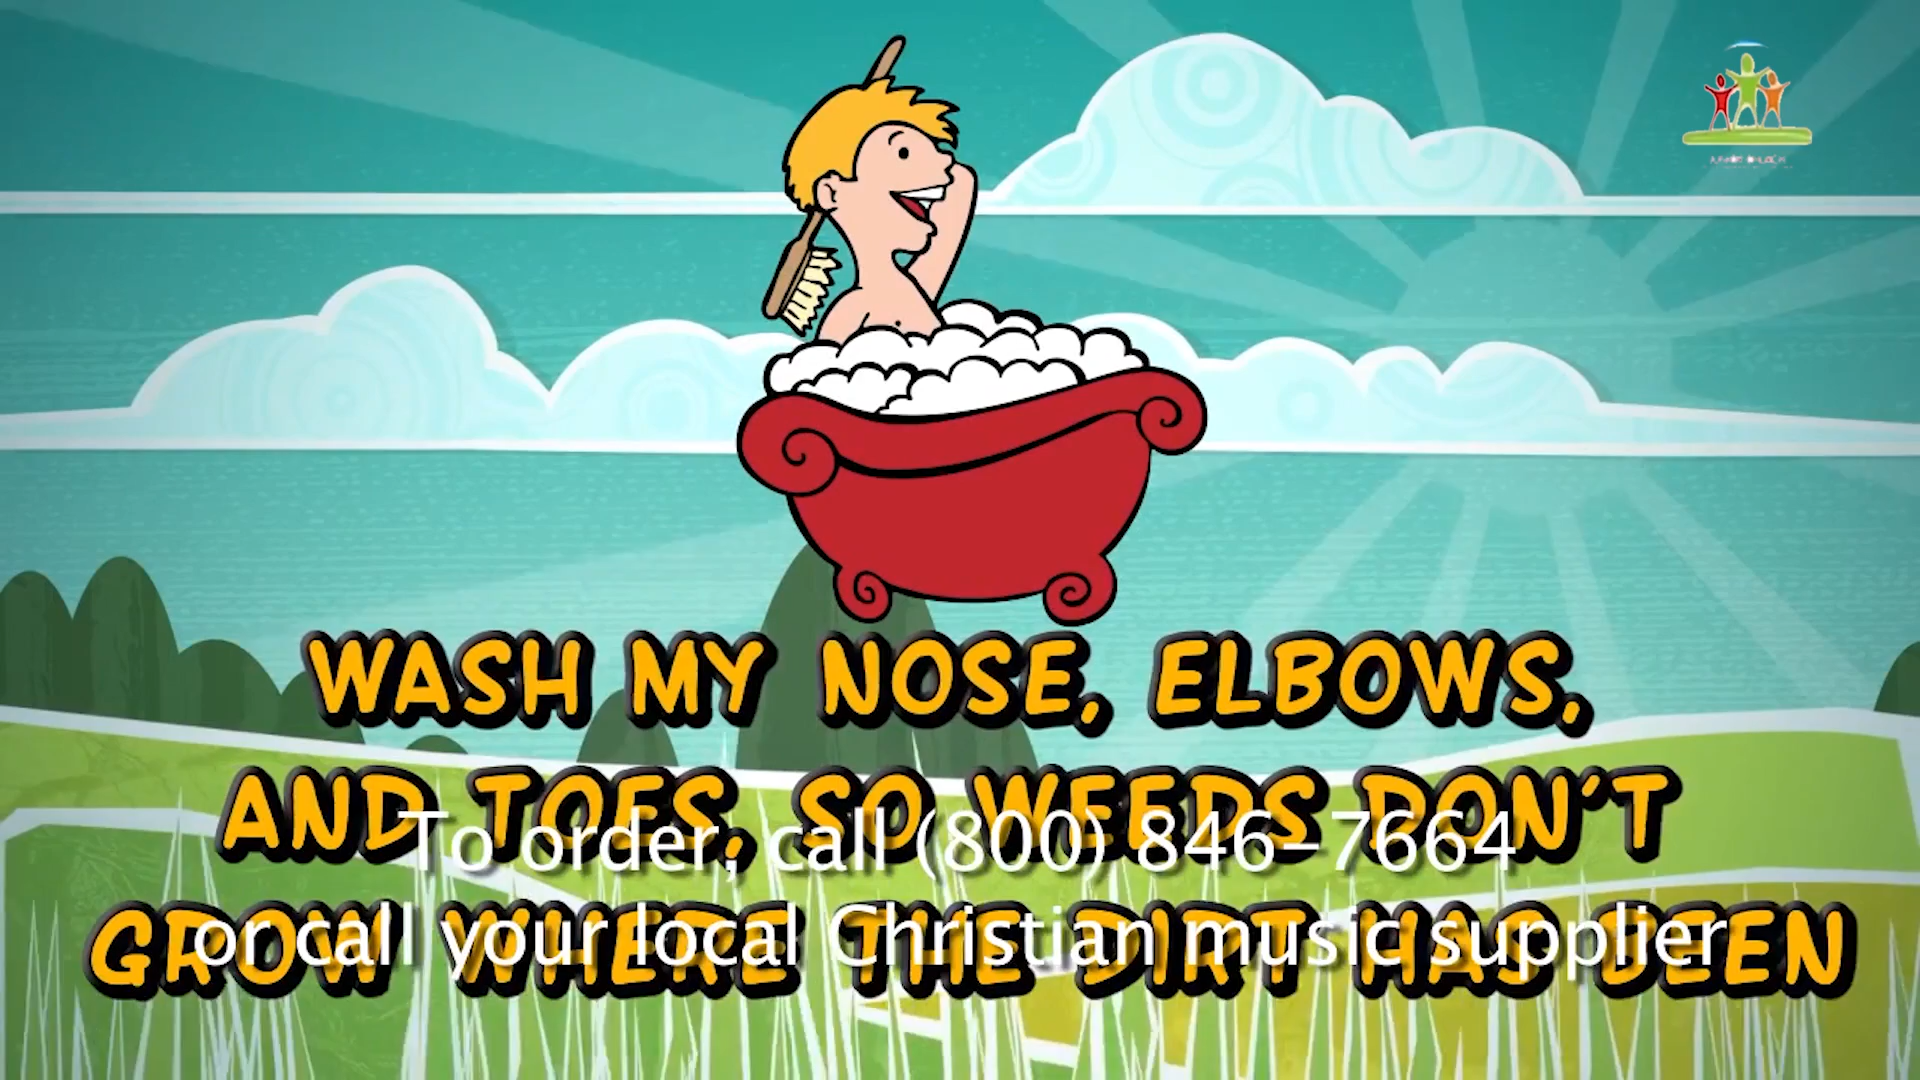 WASH MY NOSE, ELBOWS,
AND TOES, SO WEEDS DON'T
To order, call (800) 846-7664
GROW WHERE THE DIRT HAS BEEN
or call your local Christian music supplier